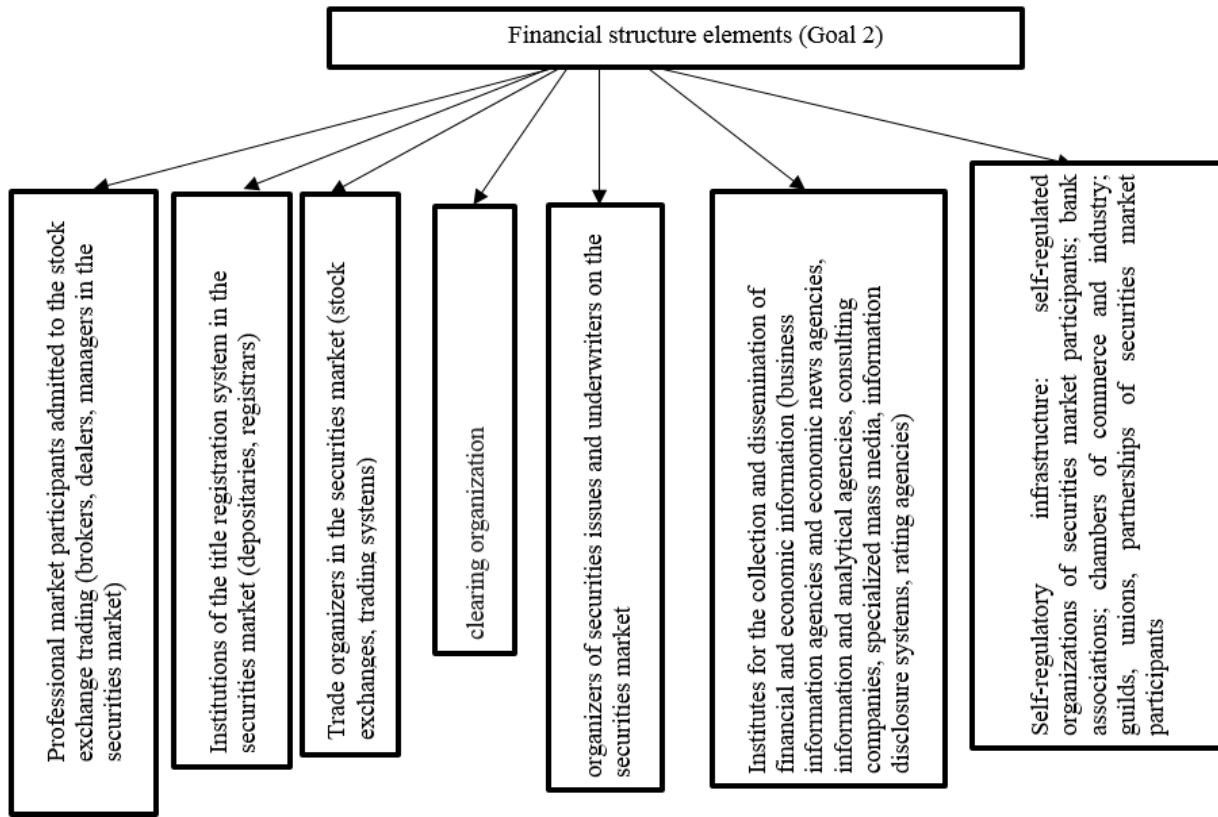 Financial structure elements (Goal 2)
Professional market participants admitted to the stock
exchange trading (brokers, dealers, managers in the
securities market)
Institutions of the title registration system in the
securities market (depositaries, registrars)
Trade organizers in the securities market (stock
exchanges, trading systems)
clearing organization
organizers of securities issues and underwriters on the
securities market
Institutes for the collection and dissemination of
financial and economic information (business
information agencies and economic news agencies,
information and analytical agencies, consulting
companies, specialized mass media, information
disclosure systems, rating agencies)
Self-regulatory infrastructure: self-regulated
organizations of securities market participants; bank
associations; chambers of commerce and industry;
guilds, unions, partnerships of securities market
participants